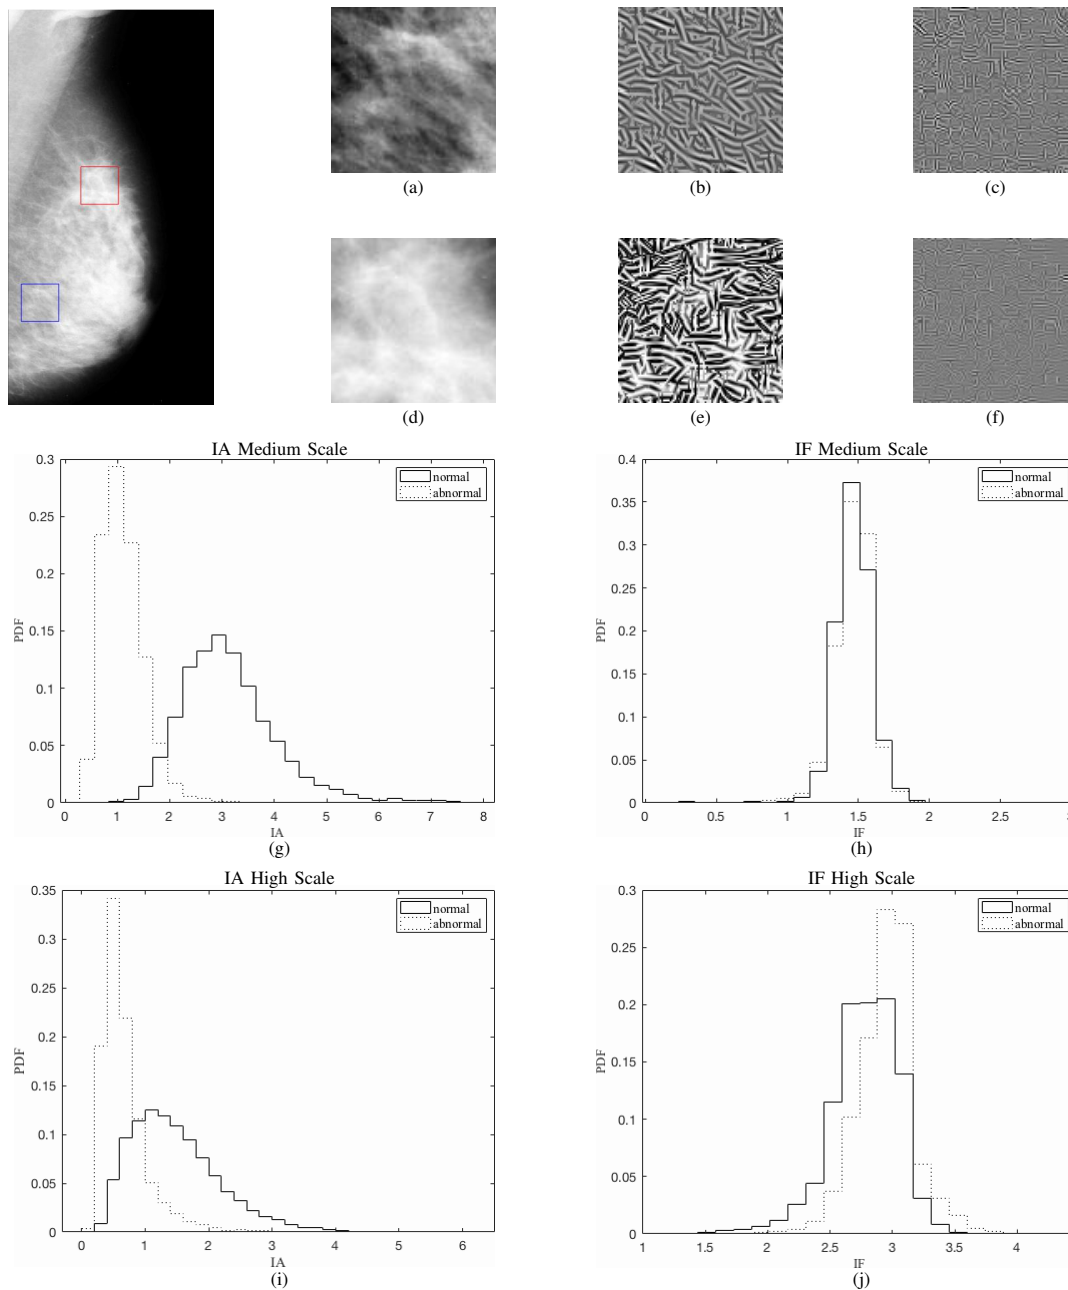 (a)
(b)
(c)
(d)
(e)
(f)
IA Medium Scale
normal
abnormal
0.3
0.25
0.2
0.15
0.1
0.05
0
PDF
0 1 2 3 4 5 6 7 8
IA
(g)
IF Medium Scale
normal
abnormal
0.4
0.35
0.3
0.25
0.2
0.15
0.1
0.05
0
PDF
0 0.5 1 1.5 2 2.5
IF
(h)
IA High Scale
normal
abnormal
0.35
0.3
0.25
0.2
0.15
0.1
0.05
0
PDF
0 1 2 3 4 5 6
IA
(i)
IF High Scale
normal
abnormal
0.3
0.25
0.2
0.15
0.1
0.05
0
PDF
1 1.5 2 2.5 3 3.5 4
IF
(j)